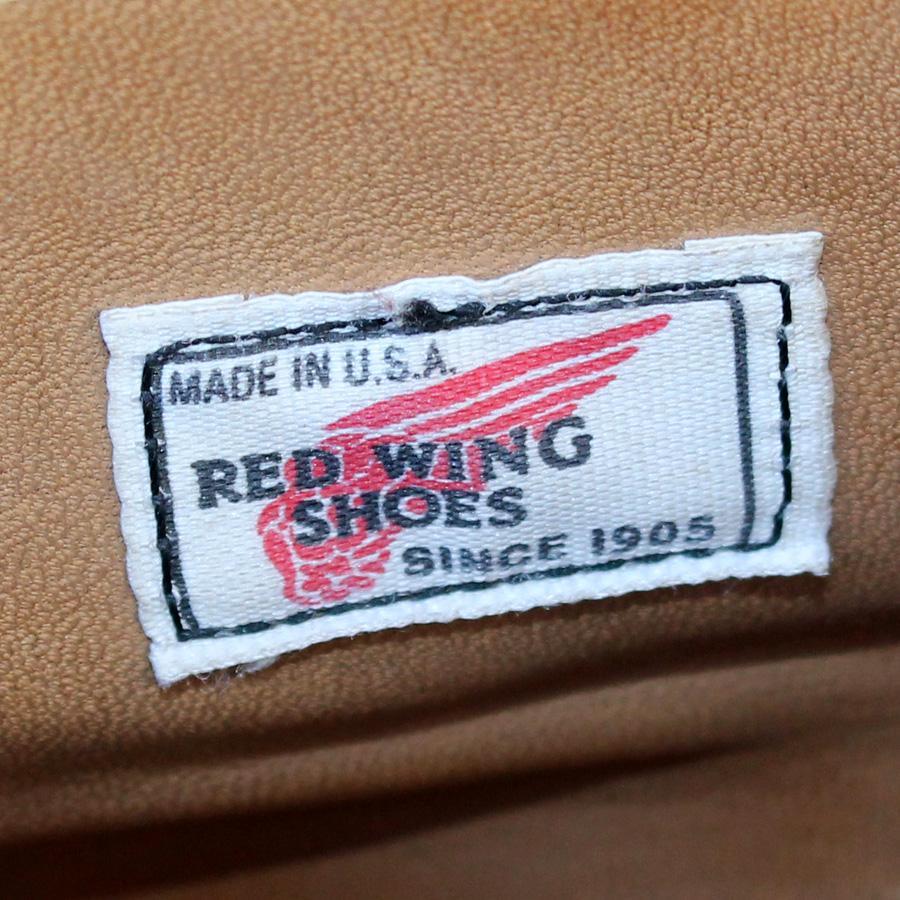 MADE IN U.S.A.
RED WING
SHOES
SINCE 1905